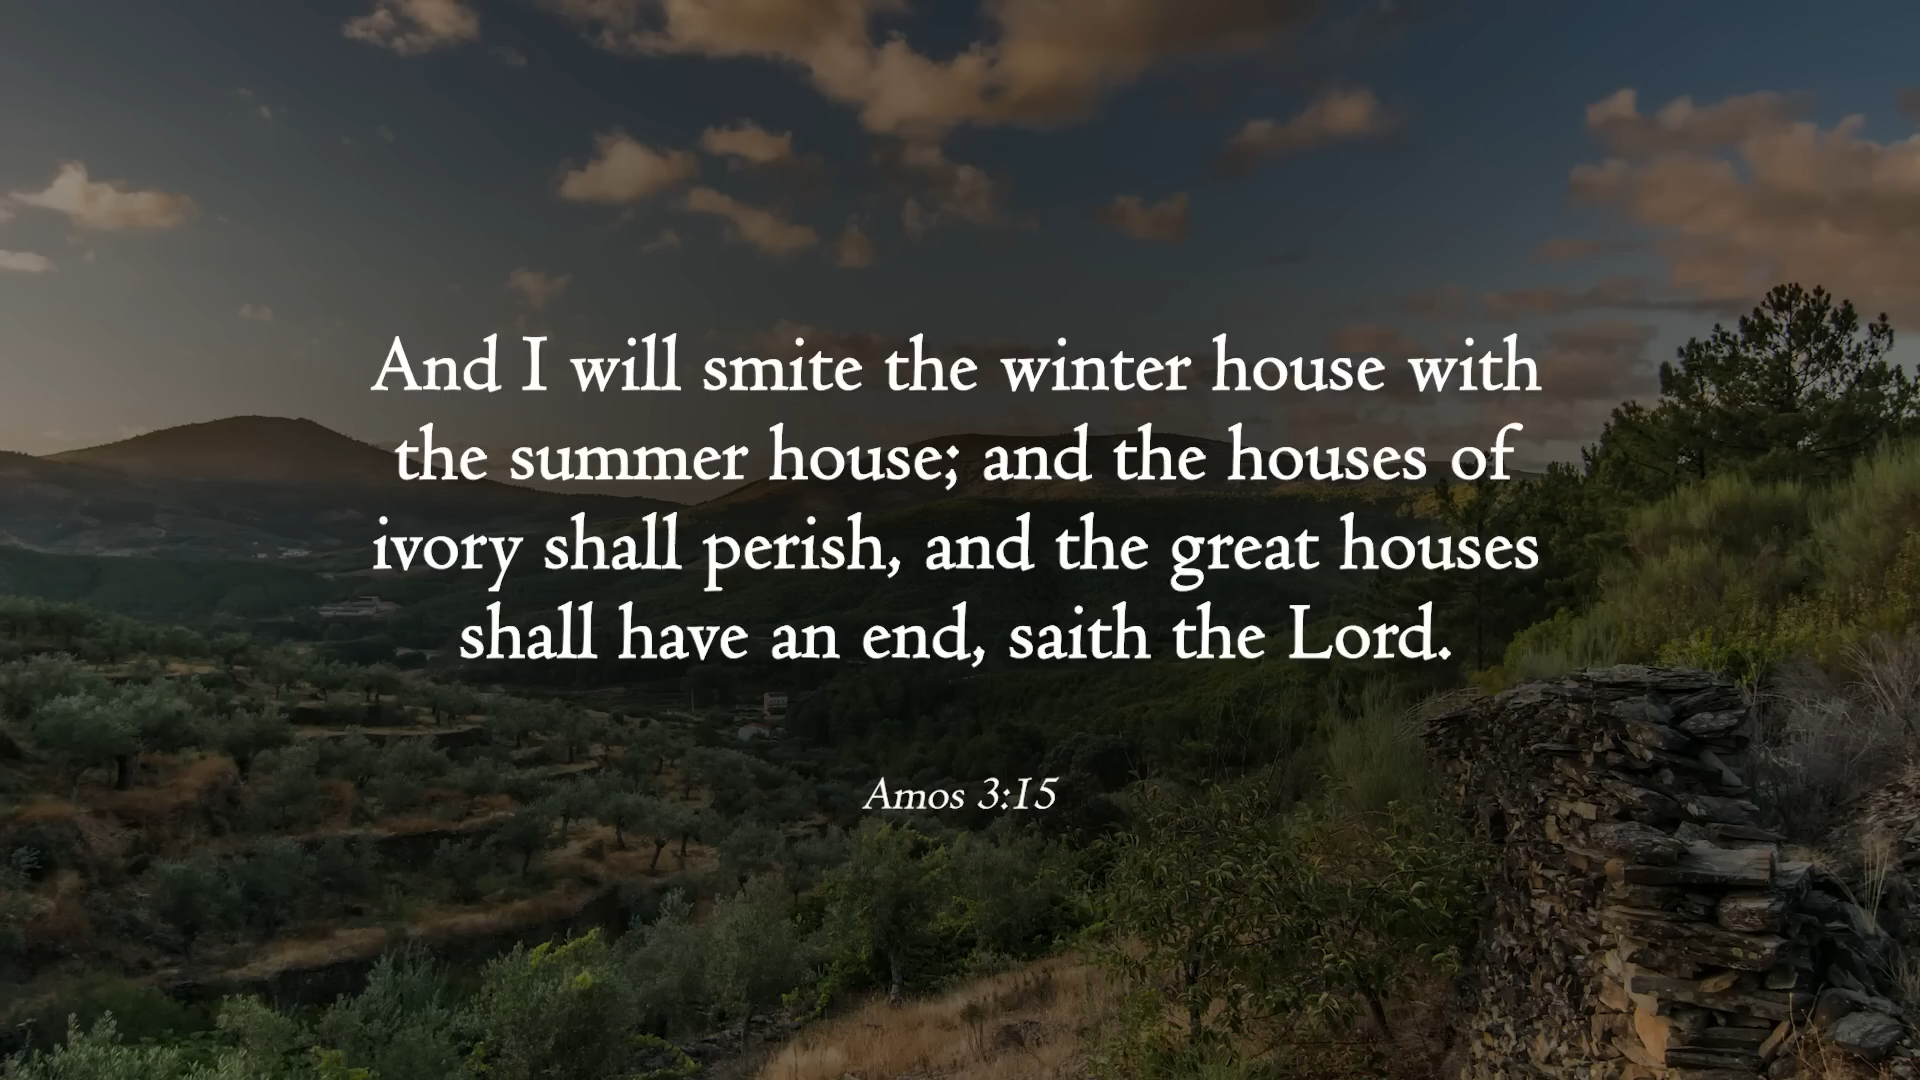 And I will smite the winter house with
the summer house; and the houses of
ivory shall perish, and the great houses
shall have an end, saith the Lord.
Amos 3:15